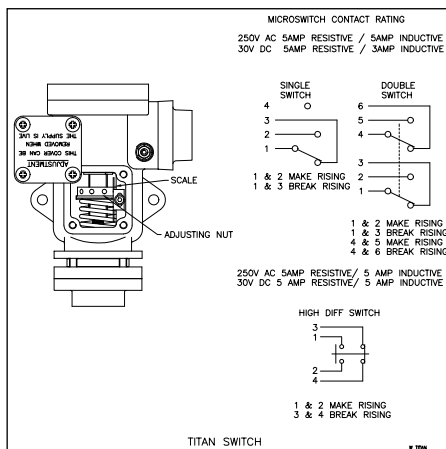 MICROSWITCH CONTACT RATING
250V AC 5AMP RESISTIVE / 5AMP INDUCTIVE
30V DC 5AMP RESISTIVE / 3AMP INDUCTIVE
SINGLE
SWITCH
4
3
2
1
1 & 2 MAKE RISING
1 & 3 BREAK RISING
DOUBLE
SWITCH
6
5
4
3
2
1
1 & 2 MAKE RISING
1 & 3 BREAK RISING
4 & 5 MAKE RISING
4 & 6 BREAK RISING
ADJUSTMENT
THIS COVER CAN BE
REMOVED WHEN
THE SUPPLY IS LIVE
SCALE
ADJUSTING NUT
250V AC 5AMP RESISTIVE/ 5 AMP INDUCTIVE
30V DC 5 AMP RESISTIVE/ 5 AMP INDUCTIVE
HIGH DIFF SWITCH
3
1
2
4
1 & 2 MAKE RISING
3 & 4 BREAK RISING
TITAN SWITCH